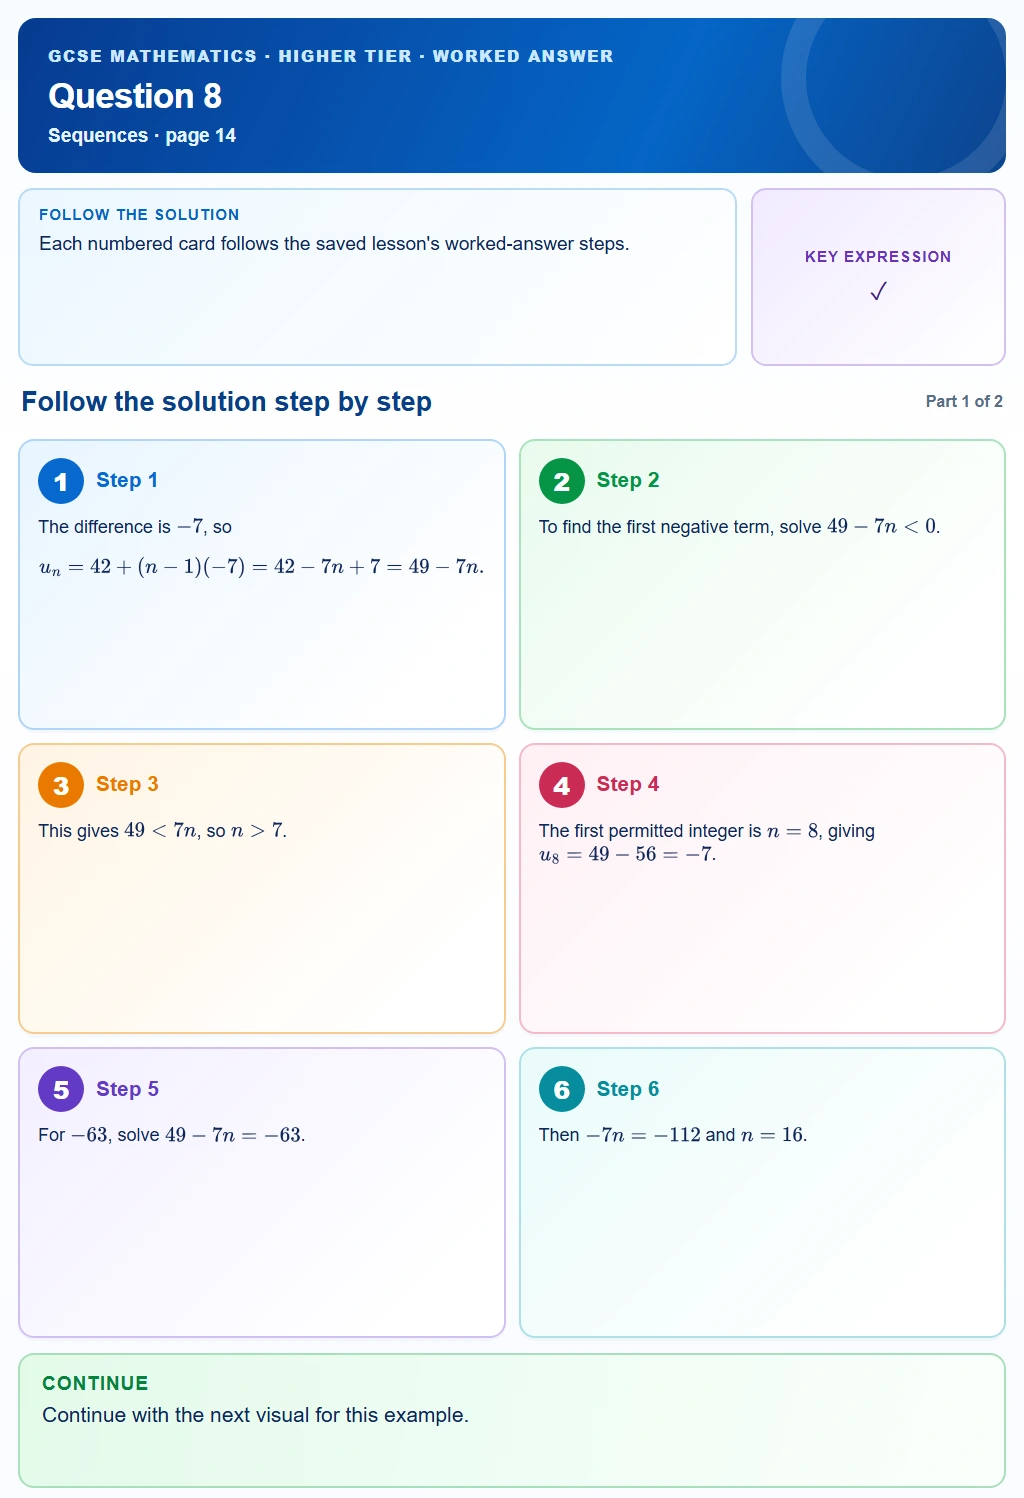 GCSE MATHEMATICS · HIGHER TIER · WORKED ANSWER
Question 8
Sequences · page 14
FOLLOW THE SOLUTION
Each numbered card follows the saved lesson's worked-answer steps.
KEY EXPRESSION
✓
Follow the solution step by step
Part 1 of 2
1 Step 1
The difference is −7, so
uₙ = 42 + (n − 1)(−7) = 42 − 7n + 7 = 49 − 7n.
2 Step 2
To find the first negative term, solve 49 − 7n < 0.
3 Step 3
This gives 49 < 7n, so n > 7.
4 Step 4
The first permitted integer is n = 8, giving
u₈ = 49 − 56 = −7.
5 Step 5
For −63, solve 49 − 7n = −63.
6 Step 6
Then −7n = −112 and n = 16.
CONTINUE
Continue with the next visual for this example.